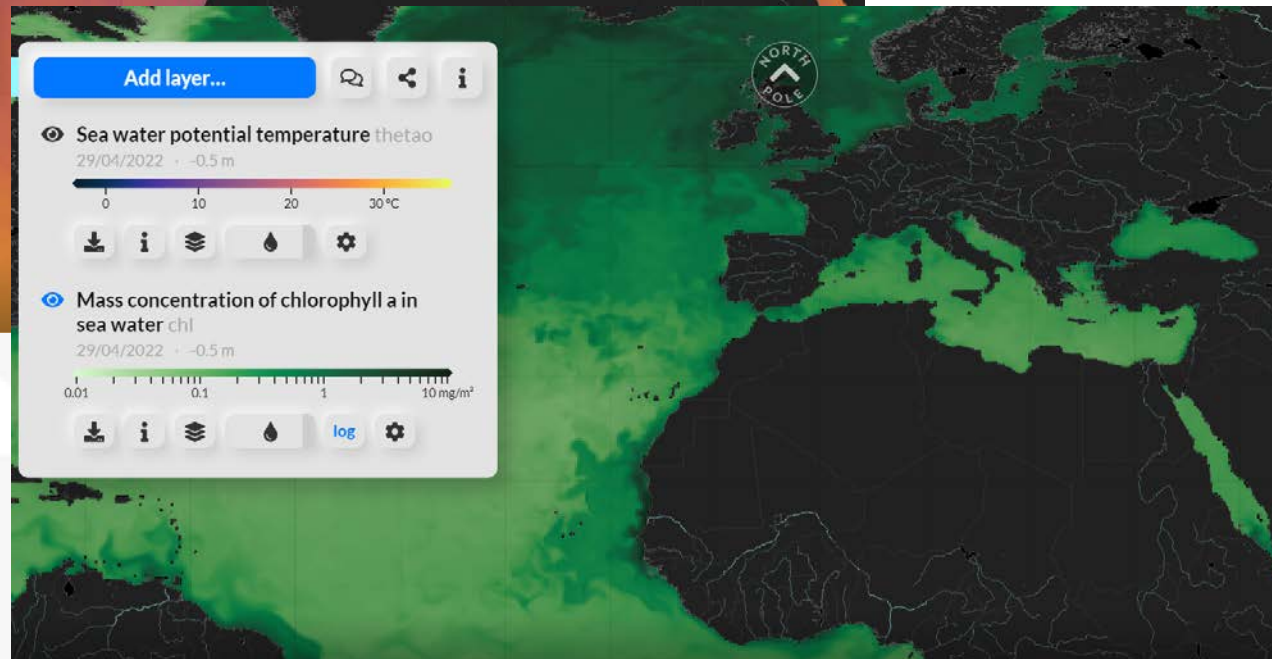 Add layer...
NORTH
POLE
Sea water potential temperature thetao
29/04/2022 · -0.5 m
0 10 20 30 °C
Mass concentration of chlorophyll a in
sea water chl
29/04/2022 · -0.5 m
0.01 0.1 1 10 mg/m³
log